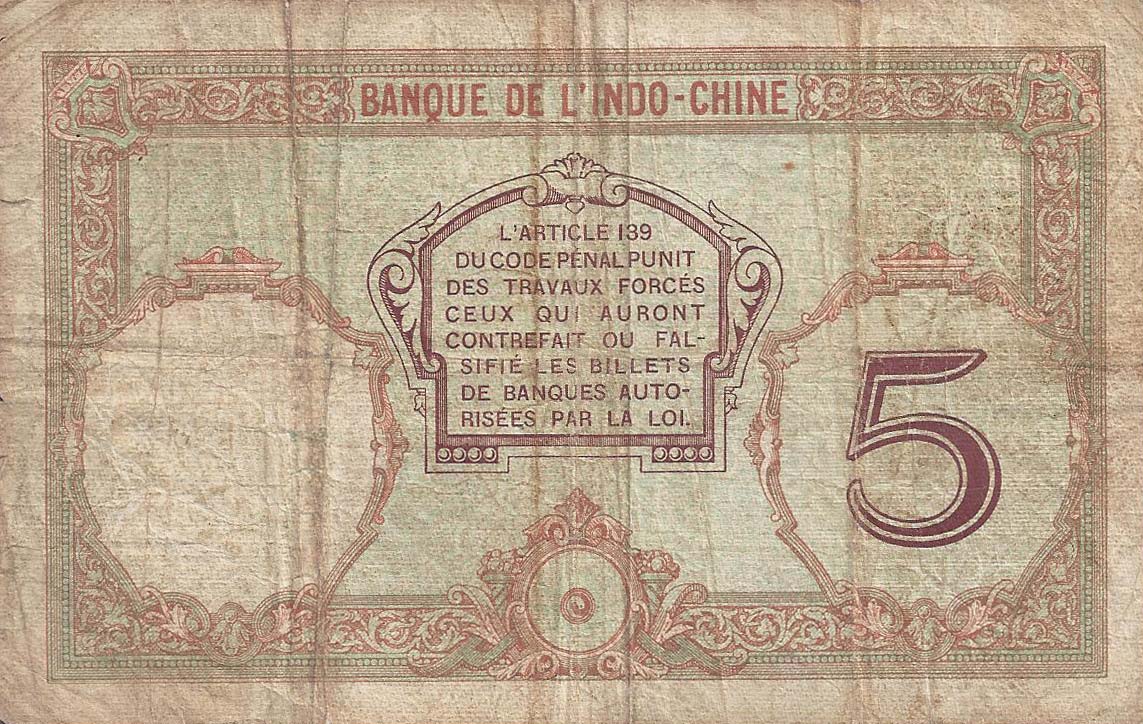 BANQUE DE L'INDO-CHINE
L'ARTICLE 139
DU CODE PÉNAL PUNIT
DES TRAVAUX FORCÉS
CEUX QUI AURONT
CONTREFAIT OU FAL-
SIFIÉ LES BILLETS
DE BANQUES AUTO-
RISÉES PAR LA LOI.
5